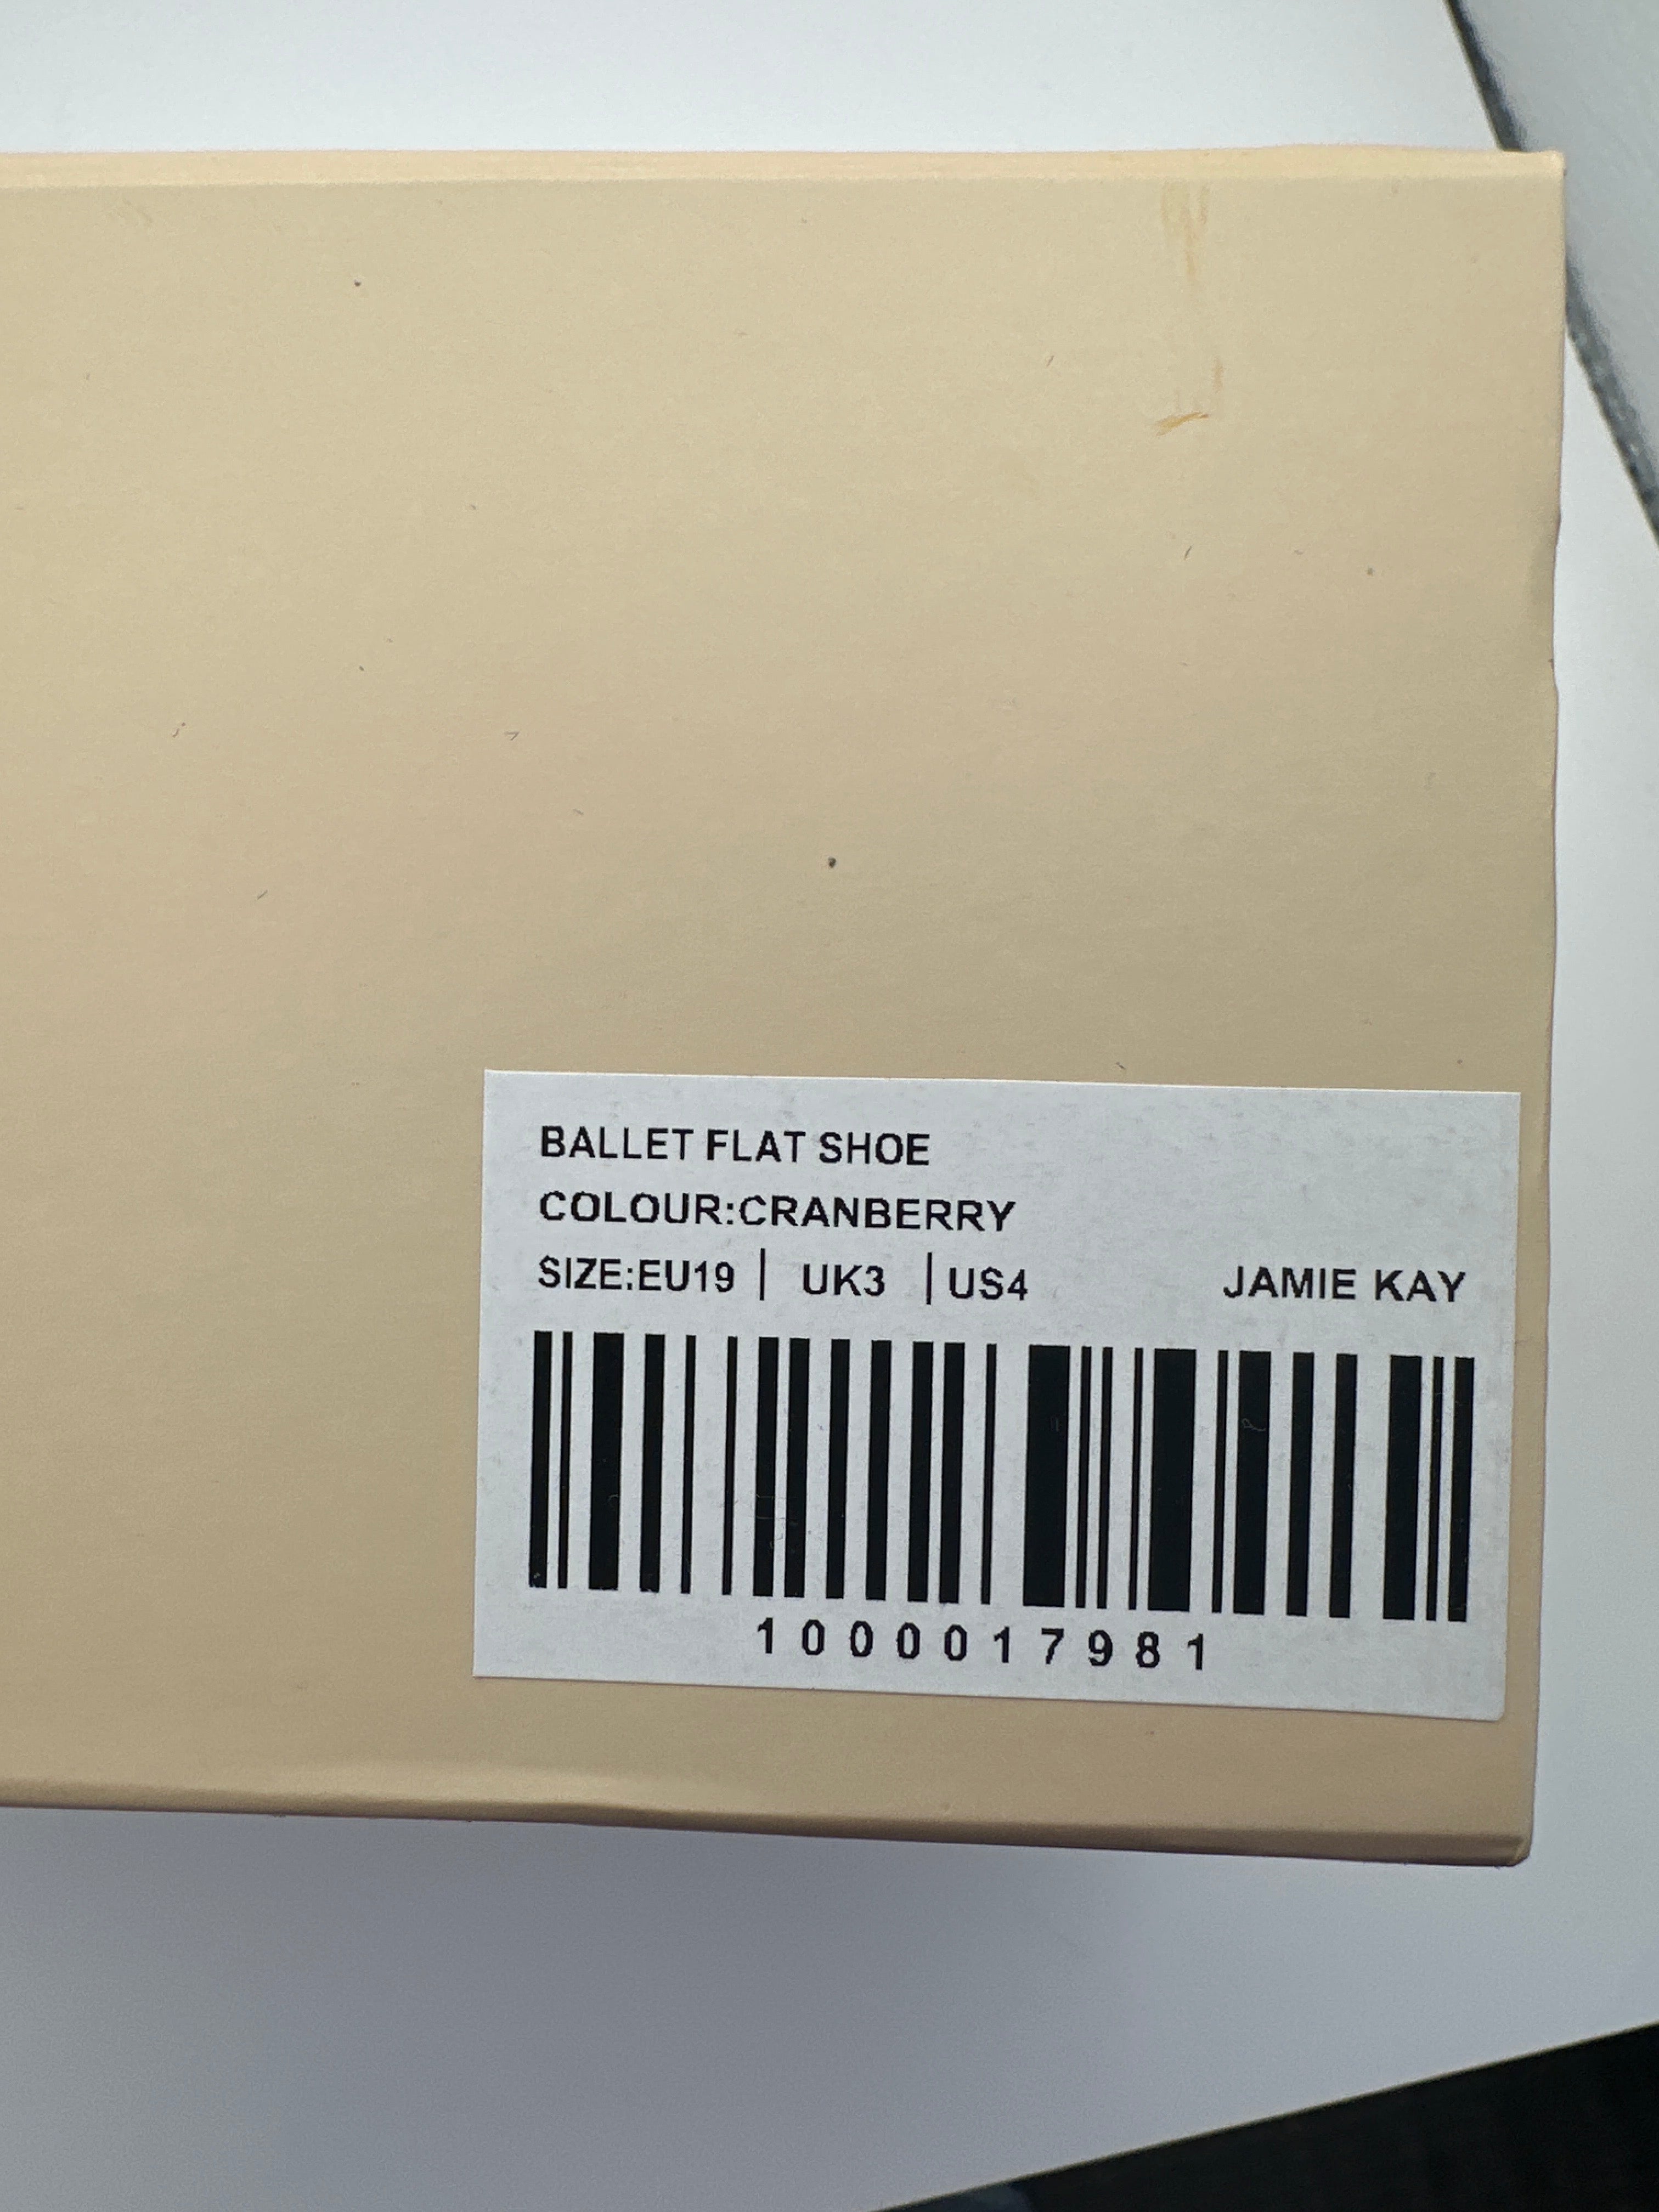 BALLET FLAT SHOE
COLOUR:CRANBERRY
SIZE:EU19 | UK3 | US4 JAMIE KAY
1000017981